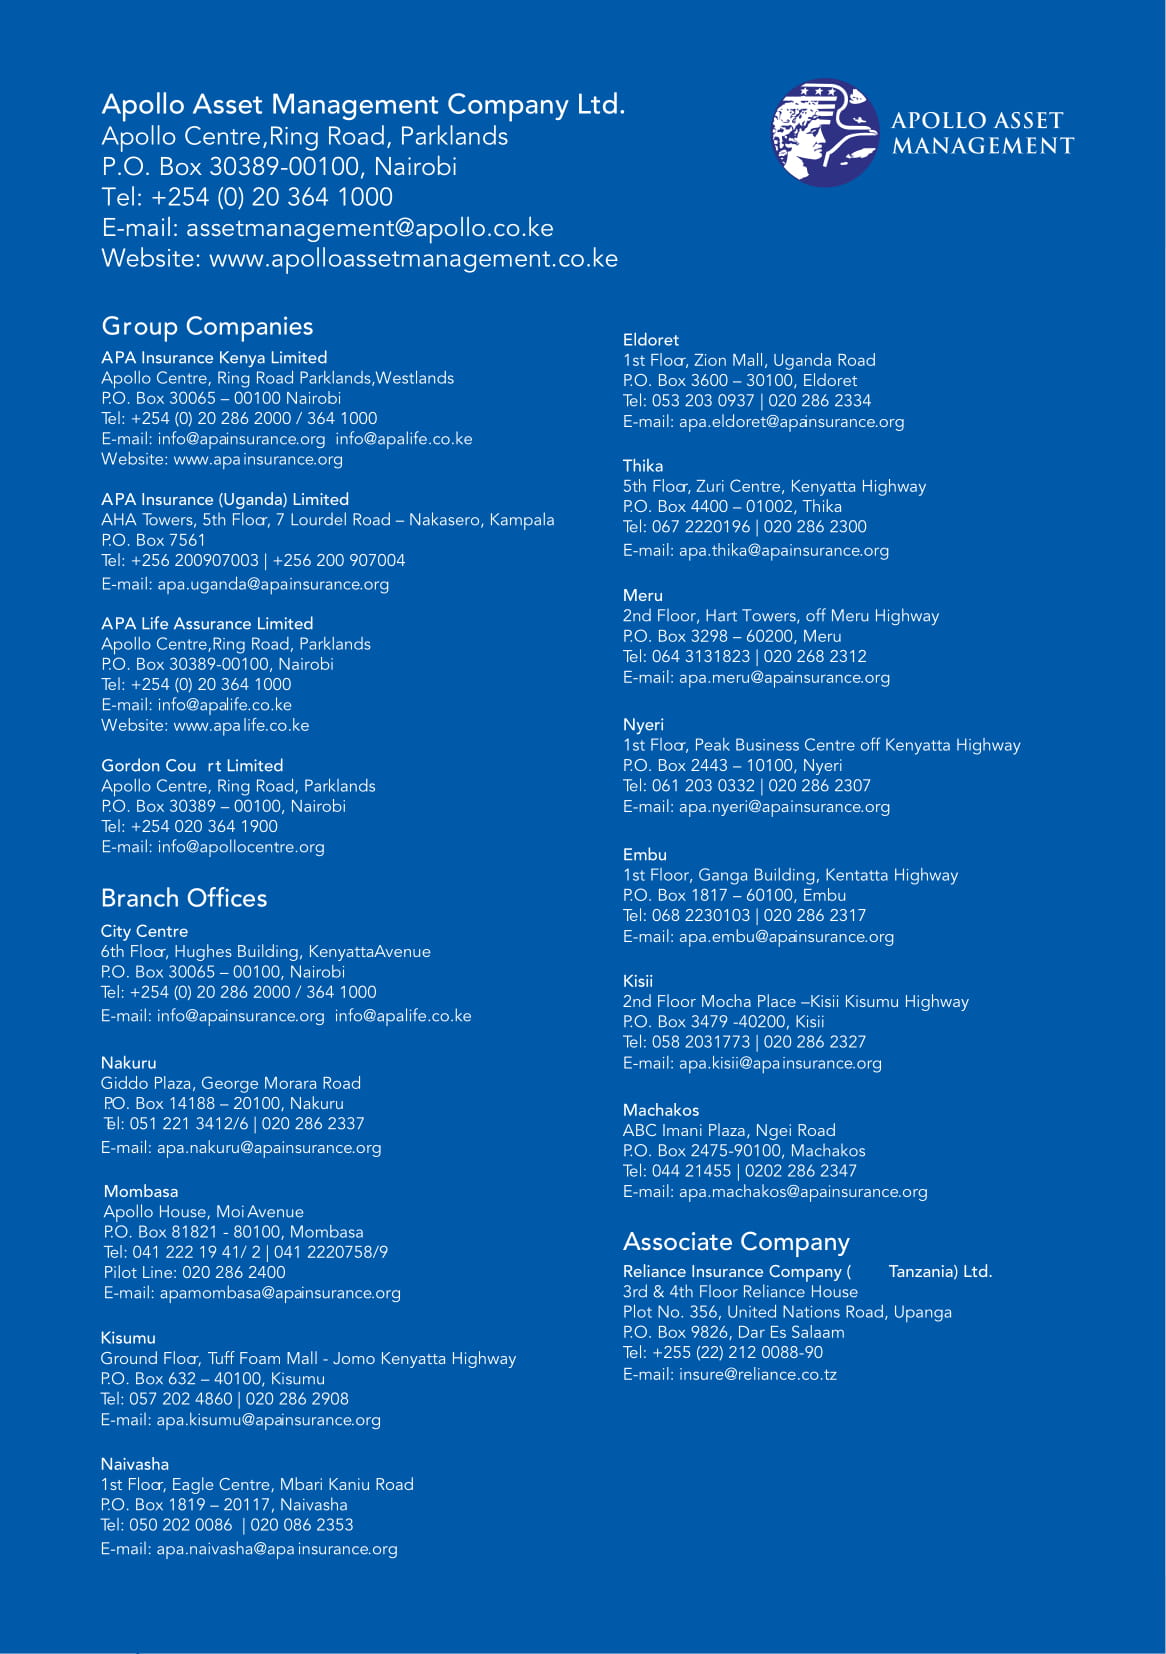 Apollo Asset Management Company Ltd.
Apollo Centre,Ring Road, Parklands
P.O. Box 30389-00100, Nairobi
Tel: +254 (0) 20 364 1000
E-mail: assetmanagement@apollo.co.ke
Website: www.apolloassetmanagement.co.ke
APOLLO ASSET
MANAGEMENT
Group Companies
APA Insurance Kenya Limited
Apollo Centre, Ring Road Parklands,Westlands
P.O. Box 30065 – 00100 Nairobi
Tel: +254 (0) 20 286 2000 / 364 1000
E-mail: info@apainsurance.org info@apalife.co.ke
Website: www.apainsurance.org
APA Insurance (Uganda) Limited
AHA Towers, 5th Floor, 7 Lourdel Road – Nakasero, Kampala
P.O. Box 7561
Tel: +256 200907003 | +256 200 907004
E-mail: apa.uganda@apainsurance.org
APA Life Assurance Limited
Apollo Centre,Ring Road, Parklands
P.O. Box 30389-00100, Nairobi
Tel: +254 (0) 20 364 1000
E-mail: info@apalife.co.ke
Website: www.apalife.co.ke
Gordon Court Limited
Apollo Centre, Ring Road, Parklands
P.O. Box 30389 – 00100, Nairobi
Tel: +254 020 364 1900
E-mail: info@apollocentre.org
Branch Offices
City Centre
6th Floor, Hughes Building, KenyattaAvenue
P.O. Box 30065 – 00100, Nairobi
Tel: +254 (0) 20 286 2000 / 364 1000
E-mail: info@apainsurance.org info@apalife.co.ke
Nakuru
Giddo Plaza, George Morara Road
P.O. Box 14188 – 20100, Nakuru
Tel: 051 221 3412/6 | 020 286 2337
E-mail: apa.nakuru@apainsurance.org
Mombasa
Apollo House, Moi Avenue
P.O. Box 81821 - 80100, Mombasa
Tel: 041 222 19 41/ 2 | 041 2220758/9
Pilot Line: 020 286 2400
E-mail: apamombasa@apainsurance.org
Kisumu
Ground Floor, Tuff Foam Mall - Jomo Kenyatta Highway
P.O. Box 632 – 40100, Kisumu
Tel: 057 202 4860 | 020 286 2908
E-mail: apa.kisumu@apainsurance.org
Naivasha
1st Floor, Eagle Centre, Mbari Kaniu Road
P.O. Box 1819 – 20117, Naivasha
Tel: 050 202 0086 | 020 086 2353
E-mail: apa.naivasha@apainsurance.org
Eldoret
1st Floor, Zion Mall, Uganda Road
P.O. Box 3600 – 30100, Eldoret
Tel: 053 203 0937 | 020 286 2334
E-mail: apa.eldoret@apainsurance.org
Thika
5th Floor, Zuri Centre, Kenyatta Highway
P.O. Box 4400 – 01002, Thika
Tel: 067 2220196 | 020 286 2300
E-mail: apa.thika@apainsurance.org
Meru
2nd Floor, Hart Towers, off Meru Highway
P.O. Box 3298 – 60200, Meru
Tel: 064 3131823 | 020 268 2312
E-mail: apa.meru@apainsurance.org
Nyeri
1st Floor, Peak Business Centre off Kenyatta Highway
P.O. Box 2443 – 10100, Nyeri
Tel: 061 203 0332 | 020 286 2307
E-mail: apa.nyeri@apainsurance.org
Embu
1st Floor, Ganga Building, Kentatta Highway
P.O. Box 1817 – 60100, Embu
Tel: 068 2230103 | 020 286 2317
E-mail: apa.embu@apainsurance.org
Kisii
2nd Floor Mocha Place –Kisii Kisumu Highway
P.O. Box 3479 -40200, Kisii
Tel: 058 2031773 | 020 286 2327
E-mail: apa.kisii@apainsurance.org
Machakos
ABC Imani Plaza, Ngei Road
P.O. Box 2475-90100, Machakos
Tel: 044 21455 | 0202 286 2347
E-mail: apa.machakos@apainsurance.org
Associate Company
Reliance Insurance Company ( Tanzania) Ltd.
3rd & 4th Floor Reliance House
Plot No. 356, United Nations Road, Upanga
P.O. Box 9826, Dar Es Salaam
Tel: +255 (22) 212 0088-90
E-mail: insure@reliance.co.tz